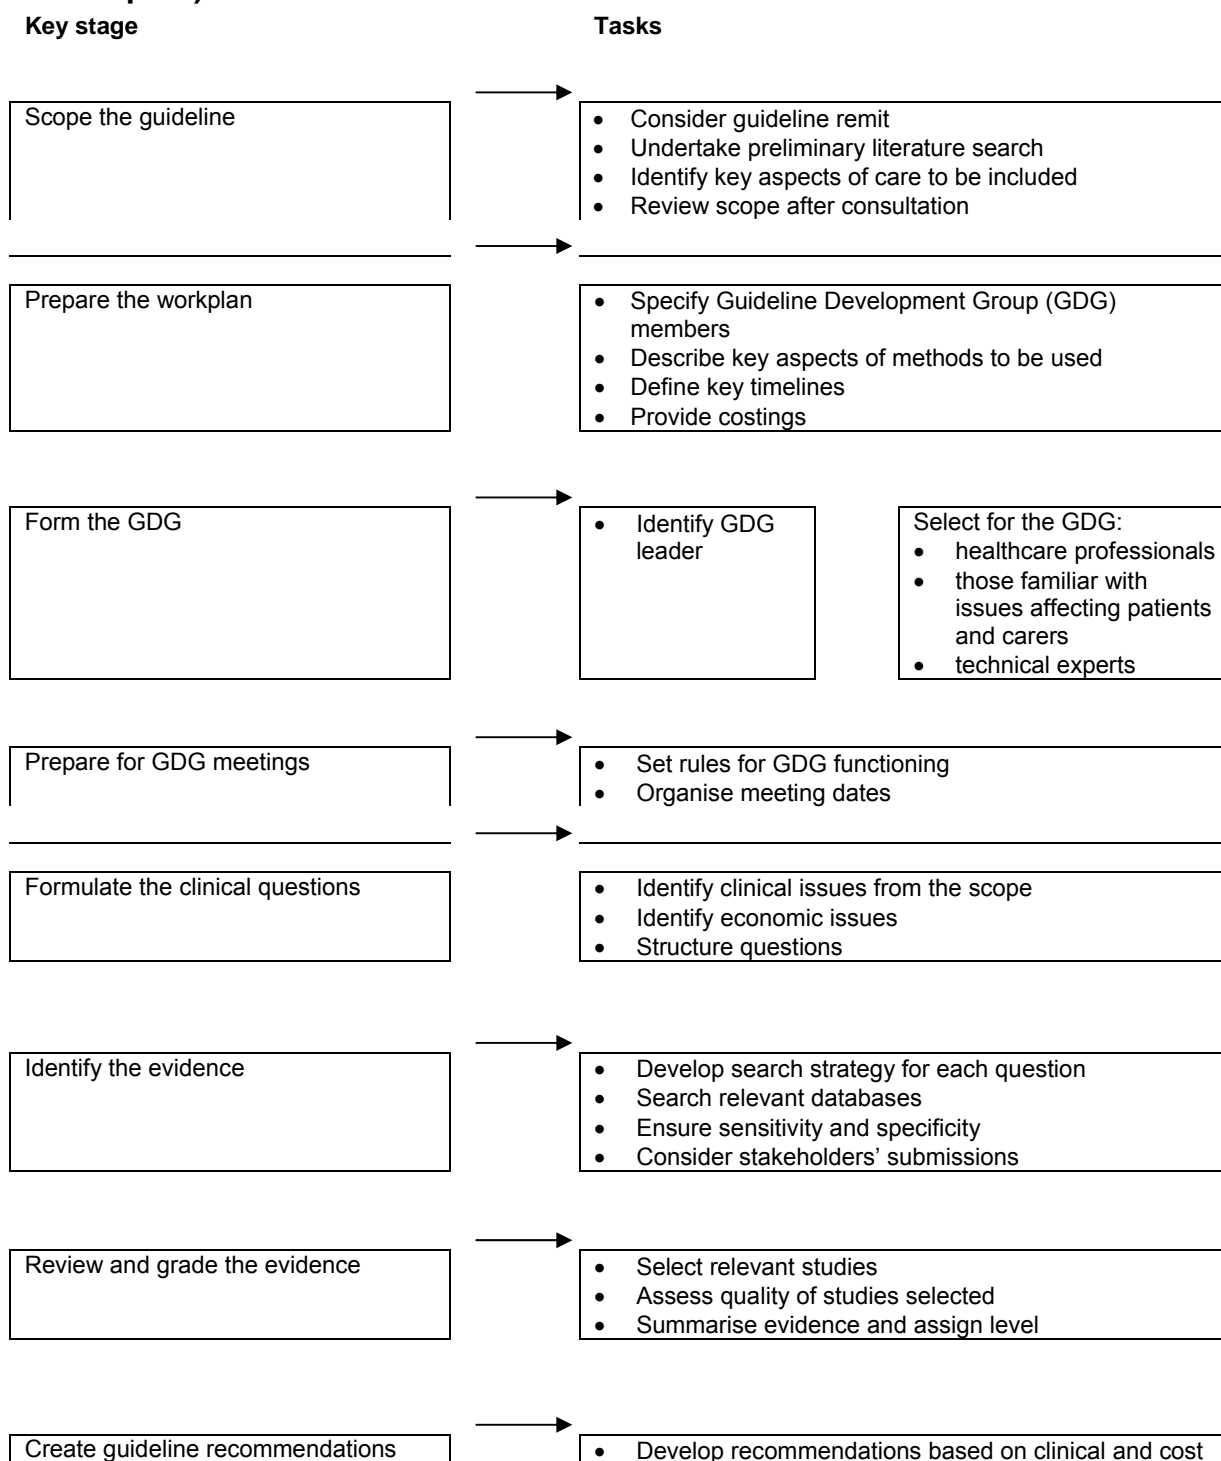 Key stage
Tasks
Scope the guideline
• Consider guideline remit
• Undertake preliminary literature search
• Identify key aspects of care to be included
• Review scope after consultation
Prepare the workplan
• Specify Guideline Development Group (GDG)
members
• Describe key aspects of methods to be used
• Define key timelines
• Provide costings
Form the GDG
• Identify GDG
leader
Select for the GDG:
• healthcare professionals
• those familiar with
issues affecting patients
and carers
• technical experts
Prepare for GDG meetings
• Set rules for GDG functioning
• Organise meeting dates
Formulate the clinical questions
• Identify clinical issues from the scope
• Identify economic issues
• Structure questions
Identify the evidence
• Develop search strategy for each question
• Search relevant databases
• Ensure sensitivity and specificity
• Consider stakeholders’ submissions
Review and grade the evidence
• Select relevant studies
• Assess quality of studies selected
• Summarise evidence and assign level
Create guideline recommendations
• Develop recommendations based on clinical and cost